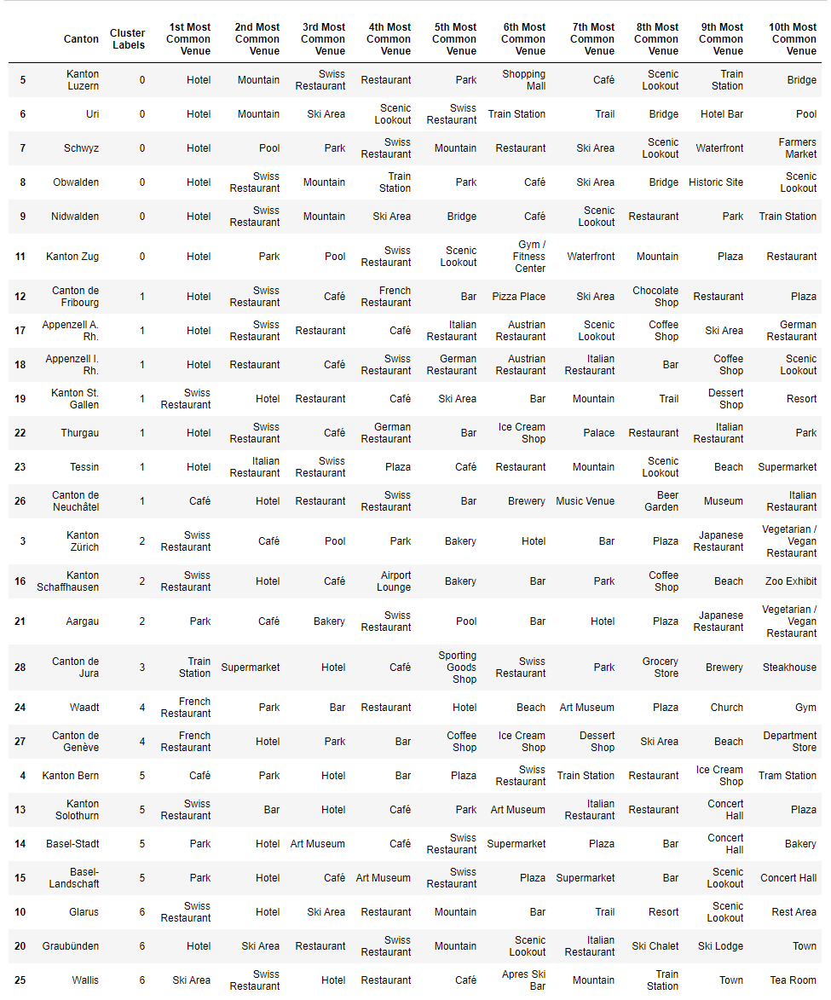 Canton Cluster Labels 1st Most Common Venue 2nd Most Common Venue 3rd Most Common Venue 4th Most Common Venue 5th Most Common Venue 6th Most Common Venue 7th Most Common Venue 8th Most Common Venue 9th Most Common Venue 10th Most Common Venue
5 Kanton Luzern 0 Hotel Mountain Swiss Restaurant Restaurant Park Shopping Mall Café Scenic Lookout Train Station Bridge
6 Uri 0 Hotel Mountain Ski Area Scenic Lookout Swiss Restaurant Train Station Trail Bridge Hotel Bar Pool
7 Schwyz 0 Hotel Pool Park Swiss Restaurant Mountain Restaurant Ski Area Scenic Lookout Waterfront Farmers Market
8 Obwalden 0 Hotel Swiss Restaurant Mountain Train Station Park Café Ski Area Bridge Historic Site Scenic Lookout
9 Nidwalden 0 Hotel Swiss Restaurant Mountain Ski Area Bridge Café Scenic Lookout Restaurant Park Train Station
11 Kanton Zug 0 Hotel Park Pool Swiss Restaurant Scenic Lookout Gym / Fitness Center Waterfront Mountain Plaza Restaurant
12 Canton de Fribourg 1 Hotel Swiss Restaurant Café French Restaurant Bar Pizza Place Ski Area Chocolate Shop Restaurant Plaza
17 Appenzell A. Rh. 1 Hotel Swiss Restaurant Restaurant Café Italian Restaurant Austrian Restaurant Scenic Lookout Coffee Shop Ski Area German Restaurant
18 Appenzell I. Rh. 1 Hotel Restaurant Café Swiss Restaurant German Restaurant Austrian Restaurant Italian Restaurant Bar Coffee Shop Scenic Lookout
19 Kanton St. Gallen 1 Swiss Restaurant Hotel Restaurant Café Ski Area Bar Mountain Trail Dessert Shop Resort
22 Thurgau 1 Hotel Swiss Restaurant Café German Restaurant Bar Ice Cream Shop Palace Restaurant Italian Restaurant Park
23 Tessin 1 Hotel Italian Restaurant Swiss Restaurant Plaza Café Restaurant Mountain Scenic Lookout Beach Supermarket
26 Canton de Neuchâtel 1 Café Hotel Restaurant Swiss Restaurant Bar Brewery Music Venue Beer Garden Museum Italian Restaurant
3 Kanton Zürich 2 Swiss Restaurant Café Pool Park Bakery Hotel Bar Plaza Japanese Restaurant Vegetarian / Vegan Restaurant
16 Kanton Schaffhausen 2 Swiss Restaurant Hotel Café Airport Lounge Bakery Bar Park Coffee Shop Beach Zoo Exhibit
21 Aargau 2 Park Café Bakery Swiss Restaurant Pool Bar Hotel Plaza Japanese Restaurant Vegetarian / Vegan Restaurant
28 Canton de Jura 3 Train Station Supermarket Hotel Café Sporting Goods Shop Swiss Restaurant Park Grocery Store Brewery Steakhouse
24 Waadt 4 French Restaurant Park Bar Restaurant Hotel Beach Art Museum Plaza Church Gym
27 Canton de Genève 4 French Restaurant Hotel Park Bar Coffee Shop Ice Cream Shop Dessert Shop Ski Area Beach Department Store
4 Kanton Bern 5 Café Park Hotel Bar Plaza Swiss Restaurant Train Station Restaurant Ice Cream Shop Tram Station
13 Kanton Solothurn 5 Swiss Restaurant Bar Hotel Café Park Art Museum Italian Restaurant Restaurant Concert Hall Plaza
14 Basel-Stadt 5 Park Hotel Art Museum Café Swiss Restaurant Supermarket Plaza Bar Concert Hall Bakery
15 Basel-Landschaft 5 Park Hotel Café Art Museum Swiss Restaurant Plaza Supermarket Bar Scenic Lookout Concert Hall
10 Glarus 6 Swiss Restaurant Hotel Ski Area Restaurant Mountain Bar Trail Resort Scenic Lookout Rest Area
20 Graubünden 6 Hotel Ski Area Restaurant Swiss Restaurant Mountain Scenic Lookout Italian Restaurant Ski Chalet Ski Lodge Town
25 Wallis 6 Ski Area Swiss Restaurant Hotel Restaurant Café Apres Ski Bar Mountain Train Station Town Tea Room